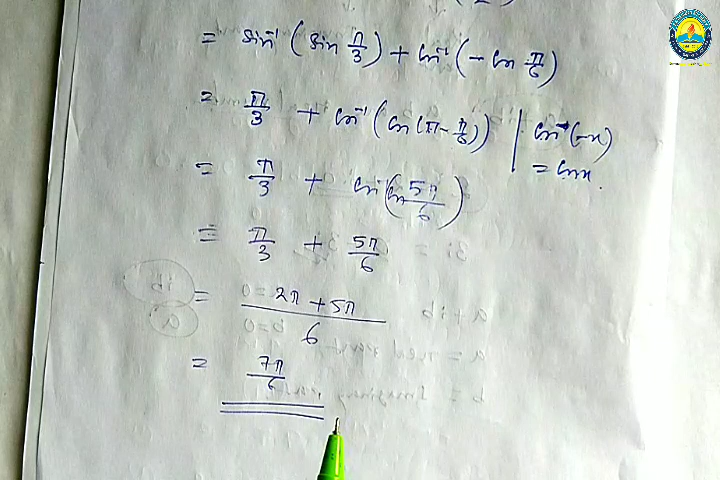 = sin⁻¹ (sin π/3) + cos⁻¹ (-cos π/6)
= π/3 + cos⁻¹ (cos (π - π/6)) | cos⁻¹(-x)
= cos x.
= π/3 + cos⁻¹ (cos 5π/6)
= π/3 + 5π/6
= 2π + 5π / 6
= 7π/6